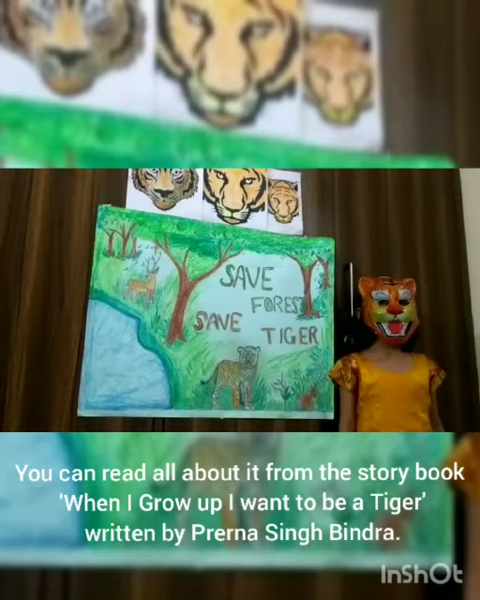 SAVE
FOREST
SAVE
TIGER
You can read all about it from the story book
'When I Grow up I want to be a Tiger'
written by Prerna Singh Bindra.
InShOt